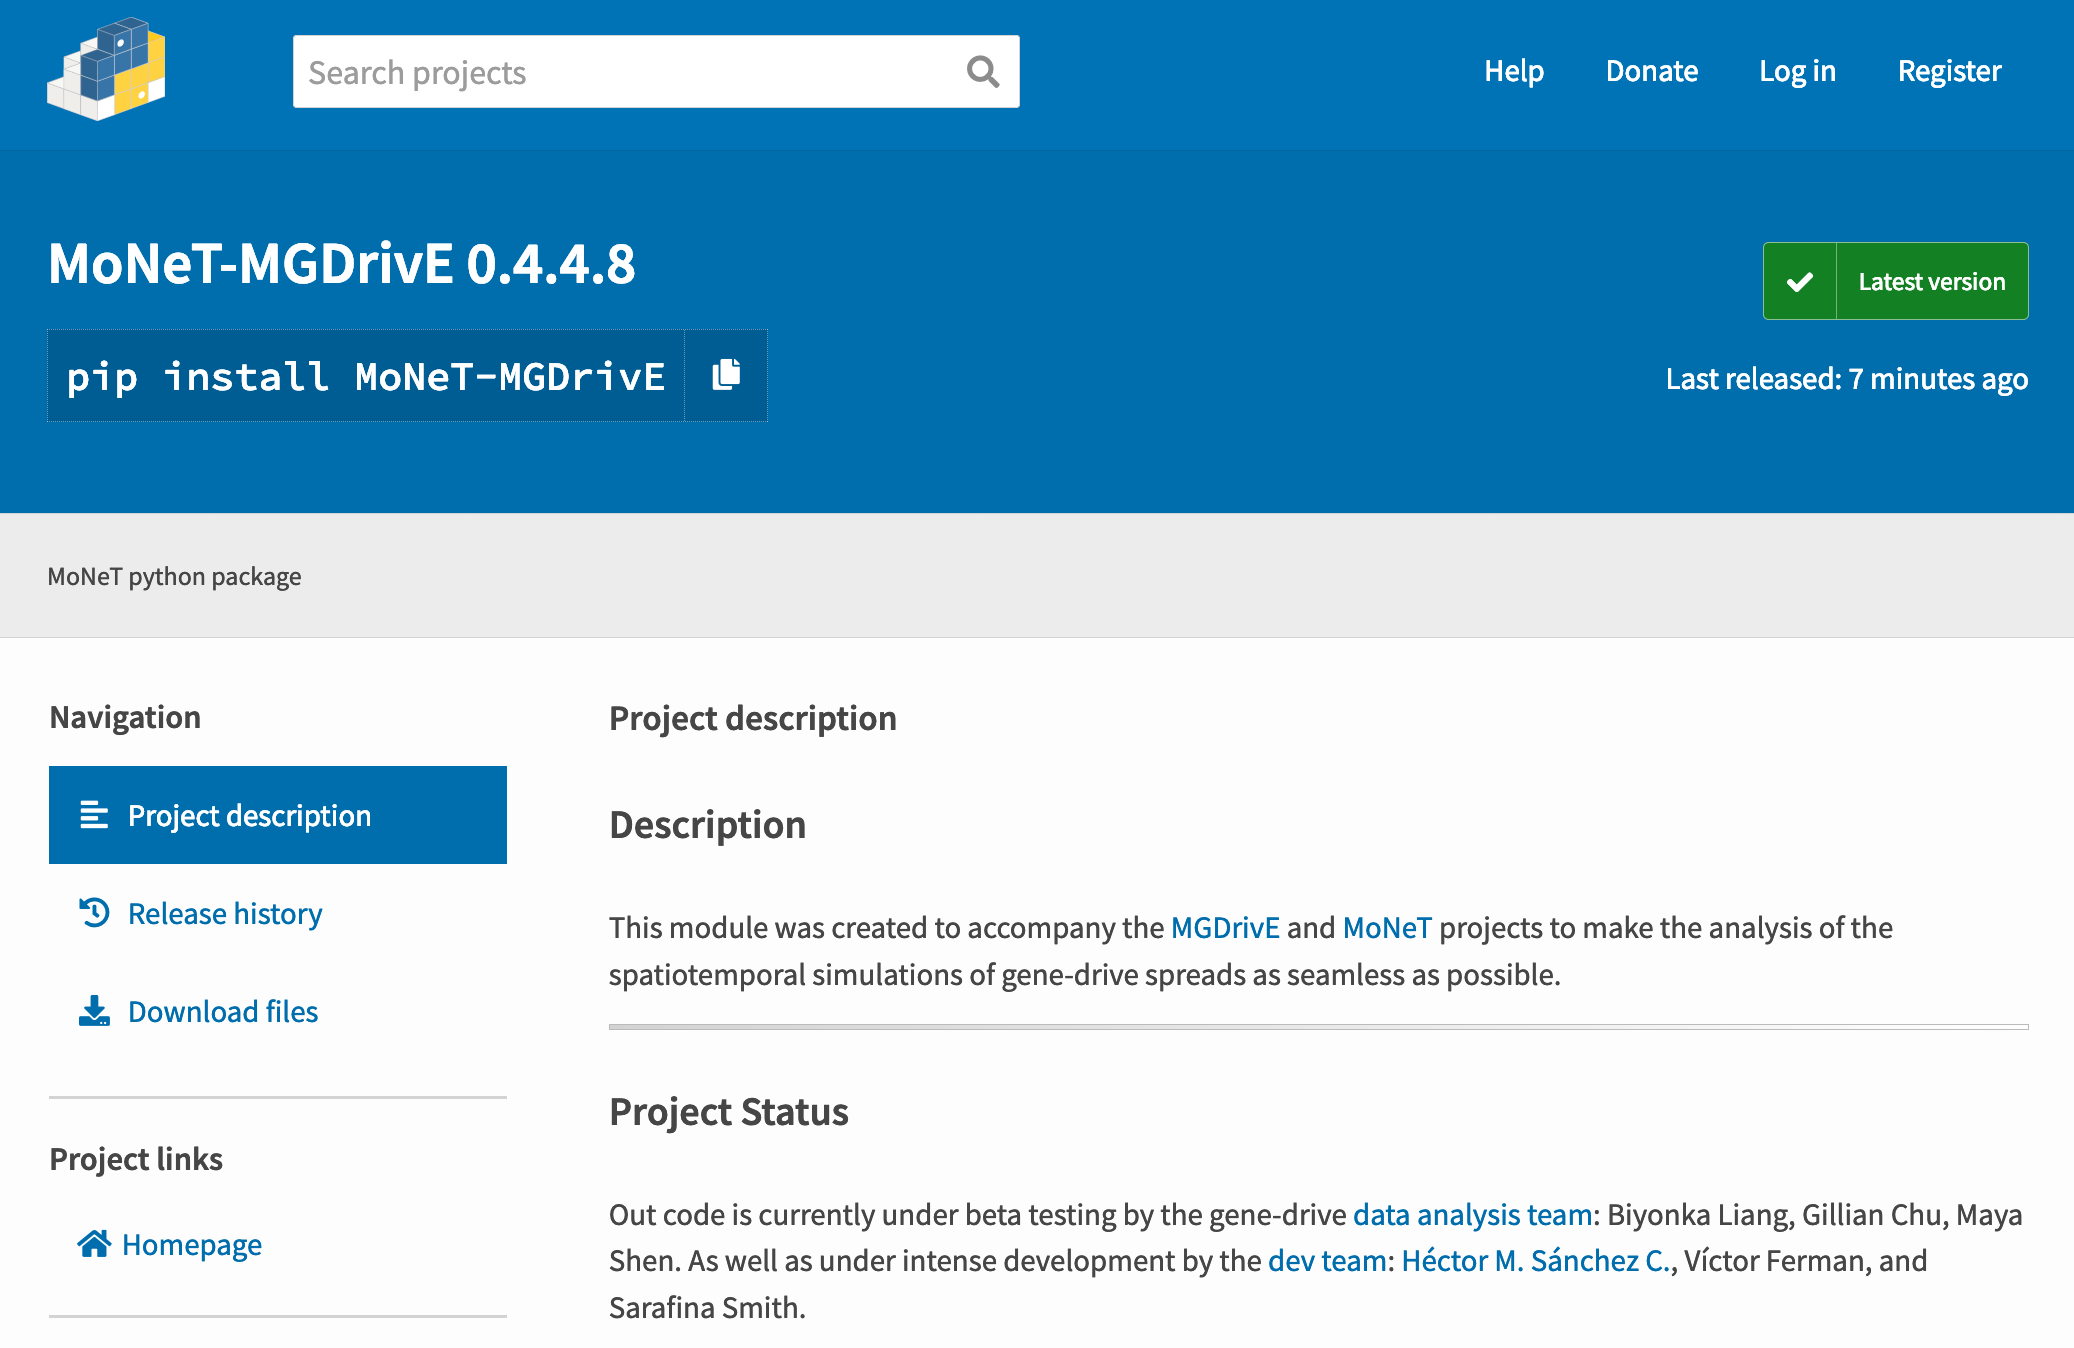 Search projects
Help
Donate
Log in
Register
MoNeT-MGDrivE 0.4.4.8
Latest version
pip install MoNeT-MGDrivE
Last released: 7 minutes ago
MoNeT python package
Navigation
Project description
Release history
Download files
Project links
Homepage
Project description
Description
This module was created to accompany the MGDrivE and MoNeT projects to make the analysis of the
spatiotemporal simulations of gene-drive spreads as seamless as possible.
Project Status
Out code is currently under beta testing by the gene-drive data analysis team: Biyonka Liang, Gillian Chu, Maya
Shen. As well as under intense development by the dev team: Héctor M. Sánchez C., Víctor Ferman, and
Sarafina Smith.